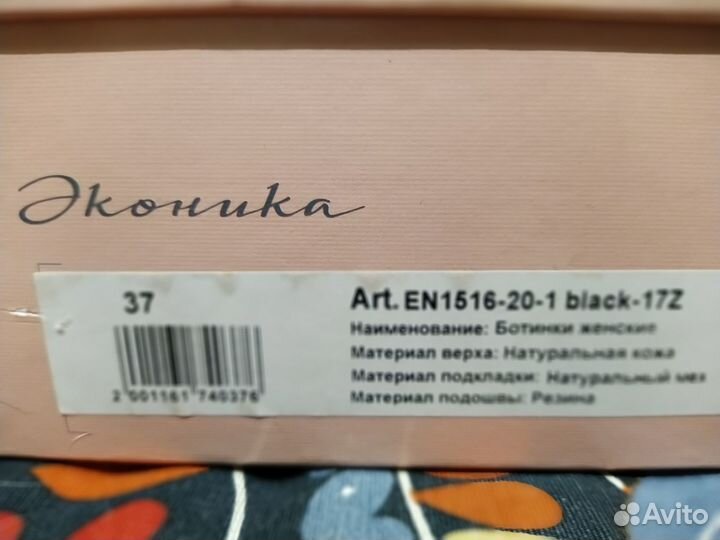 Эконика
37
Art. EN1516-20-1 black-17Z
Наименование: Ботинки женские
Материал верха: Натуральная кожа
Материал подкладки: Натуральный мех
Материал подошвы: Резина
2 001161 740376
Avito